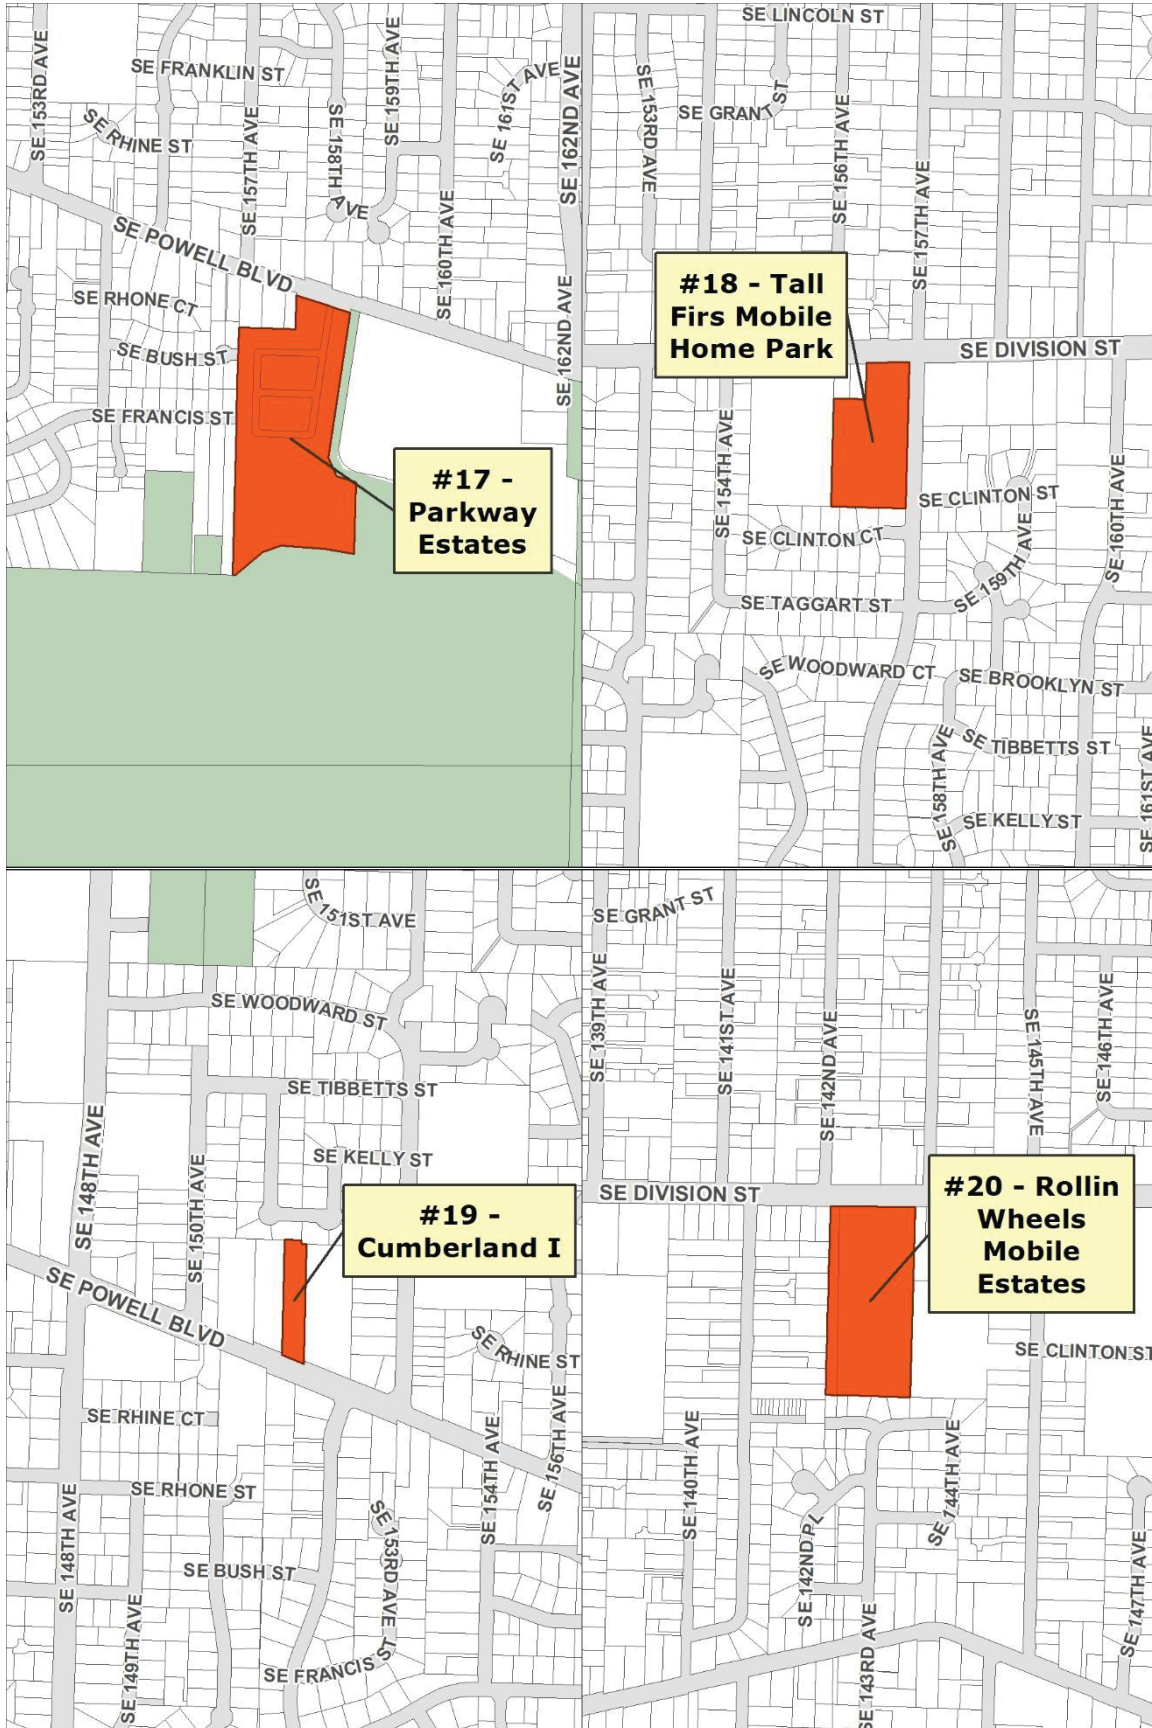 SE 153RD AVE
SE FRANKLIN ST
SE RHINE ST
SE 157TH AVE
SE 158TH AVE
SE 159TH AVE
SE 161ST AVE
SE 162ND AVE
SE 160TH AVE
SE POWELL BLVD
SE RHONE CT
SE BUSH ST
SE FRANCIS ST
SE 162ND AVE
#17 -
Parkway
Estates
SE LINCOLN ST
SE 153RD AVE
SE GRANT ST
SE 156TH AVE
SE 157TH AVE
#18 - Tall
Firs Mobile
Home Park
SE DIVISION ST
SE 154TH AVE
SE CLINTON ST
SE CLINTON CT
SE 159TH AVE
SE 160TH AVE
SE TAGGART ST
SE WOODWARD CT
SE BROOKLYN ST
SE TIBBETTS ST
SE 158TH AVE
SE KELLY ST
SE 161ST AVE
SE 151ST AVE
SE WOODWARD ST
SE TIBBETTS ST
SE 148TH AVE
SE 150TH AVE
SE KELLY ST
#19 -
Cumberland I
SE POWELL BLVD
SE RHINE ST
SE RHINE CT
SE 154TH AVE
SE 156TH AVE
SE RHONE ST
SE 148TH AVE
SE 153RD AVE
SE BUSH ST
SE 149TH AVE
SE FRANCIS ST
SE GRANT ST
SE 139TH AVE
SE 141ST AVE
SE 142ND AVE
SE 145TH AVE
SE 146TH AVE
SE DIVISION ST
#20 - Rollin
Wheels
Mobile
Estates
SE CLINTON ST
SE 140TH AVE
SE 144TH AVE
SE 142ND PL
SE 143RD AVE
SE 147TH AVE